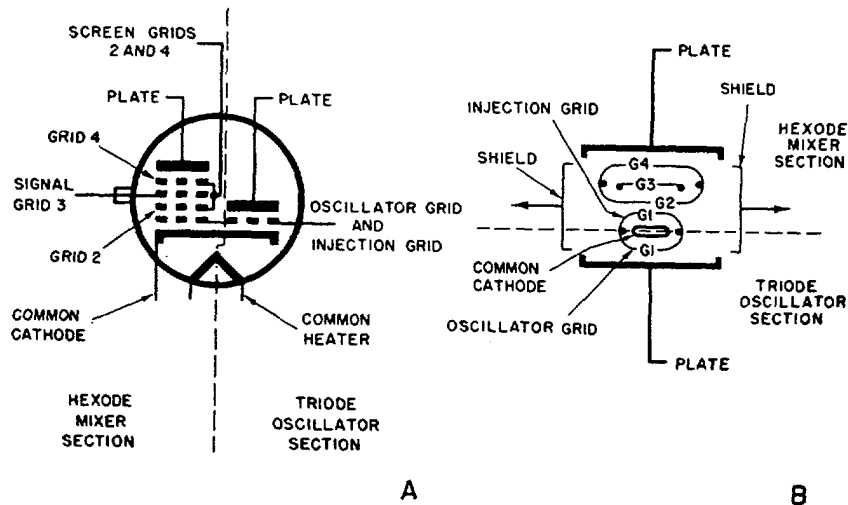 SCREEN GRIDS
2 AND 4
PLATE
PLATE
GRID 4
SIGNAL
GRID 3
GRID 2
OSCILLATOR GRID
AND
INJECTION GRID
COMMON
CATHODE
COMMON
HEATER
HEXODE
MIXER
SECTION
TRIODE
OSCILLATOR
SECTION
A
PLATE
SHIELD
INJECTION GRID
HEXODE
MIXER
SECTION
SHIELD
G4
G3
G2
G1
G1
COMMON
CATHODE
TRIODE
OSCILLATOR
SECTION
OSCILLATOR GRID
PLATE
B